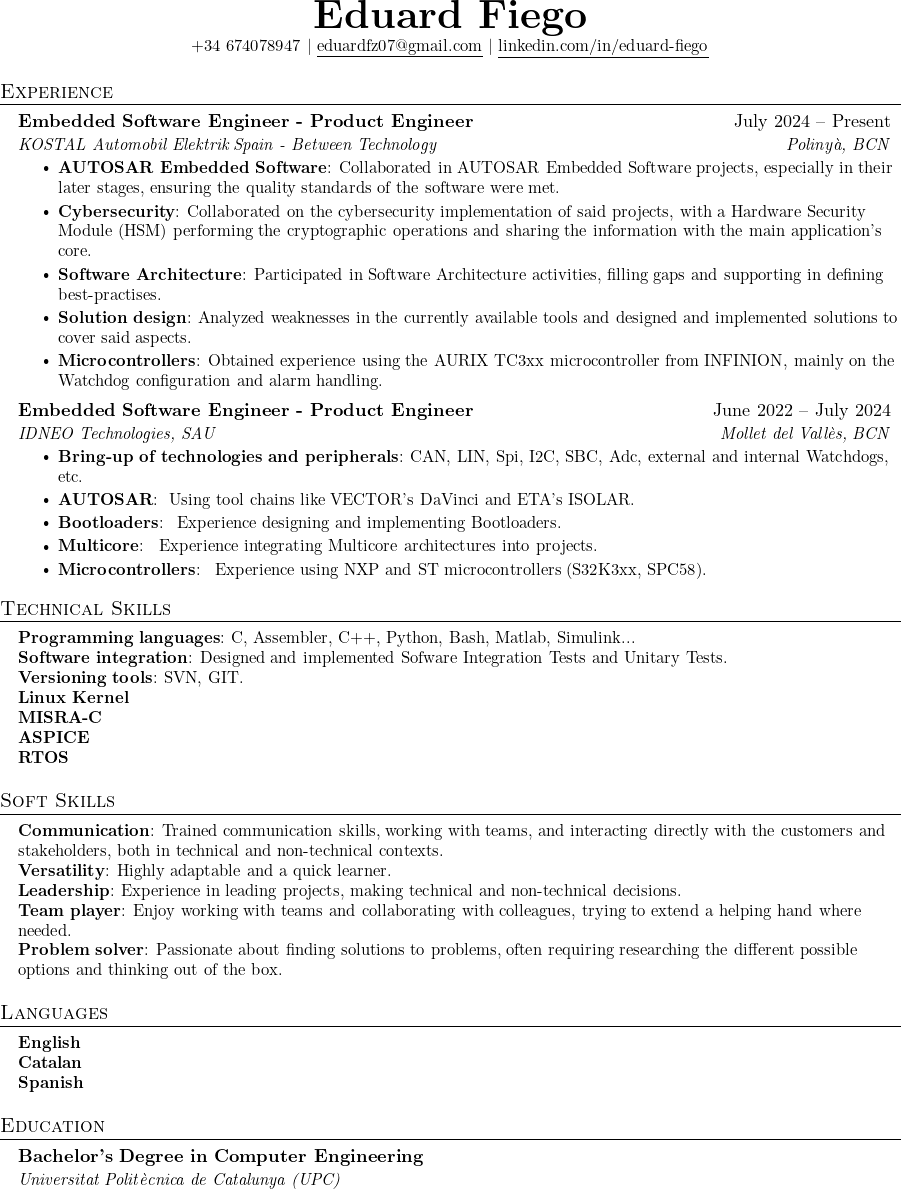 Eduard Fiego
+34 674078947 | eduardfz07@gmail.com | linkedin.com/in/eduard-fiego
Experience
Embedded Software Engineer - Product Engineer July 2024 – Present
KOSTAL Automobil Elektrik Spain - Between Technology Polinyà, BCN
• AUTOSAR Embedded Software: Collaborated in AUTOSAR Embedded Software projects, especially in their
later stages, ensuring the quality standards of the software were met.
• Cybersecurity: Collaborated on the cybersecurity implementation of said projects, with a Hardware Security
Module (HSM) performing the cryptographic operations and sharing the information with the main application's
core.
• Software Architecture: Participated in Software Architecture activities, filling gaps and supporting in defining
best-practises.
• Solution design: Analyzed weaknesses in the currently available tools and designed and implemented solutions to
cover said aspects.
• Microcontrollers: Obtained experience using the AURIX TC3xx microcontroller from INFINION, mainly on the
Watchdog configuration and alarm handling.
Embedded Software Engineer - Product Engineer June 2022 – July 2024
IDNEO Technologies, SAU Mollet del Vallès, BCN
• Bring-up of technologies and peripherals: CAN, LIN, Spi, I2C, SBC, Adc, external and internal Watchdogs,
etc.
• AUTOSAR: Using tool chains like VECTOR's DaVinci and ETA's ISOLAR.
• Bootloaders: Experience designing and implementing Bootloaders.
• Multicore: Experience integrating Multicore architectures into projects.
• Microcontrollers: Experience using NXP and ST microcontrollers (S32K3xx, SPC58).
Technical Skills
Programming languages: C, Assembler, C++, Python, Bash, Matlab, Simulink...
Software integration: Designed and implemented Sofware Integration Tests and Unitary Tests.
Versioning tools: SVN, GIT.
Linux Kernel
MISRA-C
ASPICE
RTOS
Soft Skills
Communication: Trained communication skills, working with teams, and interacting directly with the customers and
stakeholders, both in technical and non-technical contexts.
Versatility: Highly adaptable and a quick learner.
Leadership: Experience in leading projects, making technical and non-technical decisions.
Team player: Enjoy working with teams and collaborating with colleagues, trying to extend a helping hand where
needed.
Problem solver: Passionate about finding solutions to problems, often requiring researching the different possible
options and thinking out of the box.
Languages
English
Catalan
Spanish
Education
Bachelor's Degree in Computer Engineering
Universitat Politècnica de Catalunya (UPC)